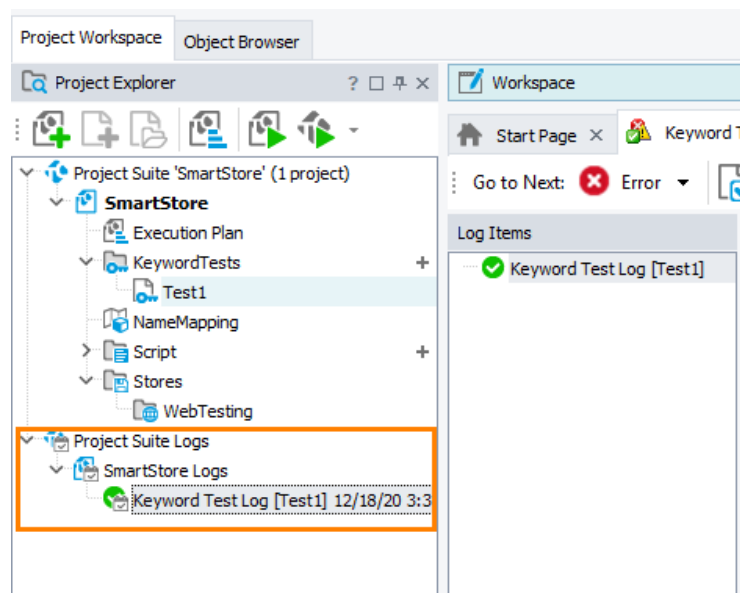 Project Workspace
Object Browser
Project Explorer
?
Workspace
Start Page
Keyword
Go to Next:
Error
Project Suite 'SmartStore' (1 project)
SmartStore
Execution Plan
KeywordTests
Test1
NameMapping
Script
Stores
WebTesting
Project Suite Logs
SmartStore Logs
Keyword Test Log [Test1] 12/18/20 3:3
Log Items
Keyword Test Log [Test1]